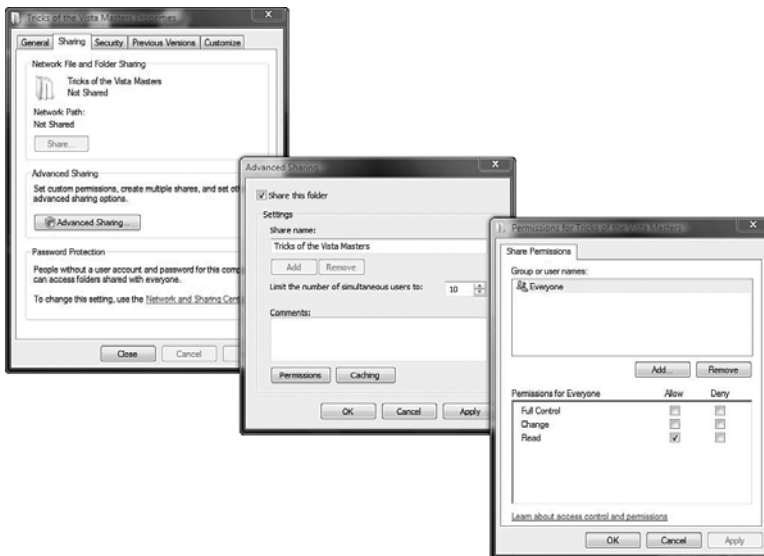 Tricks of the Vista Masters Properties
General Sharing Security Previous Versions Customize
Network File and Folder Sharing
Tricks of the Vista Masters
Not Shared
Network Path:
Not Shared
Share...
Advanced Sharing
Set custom permissions, create multiple shares, and set
advanced sharing options.
Advanced Sharing...
Password Protection
People without a user account and password for this
can access folders shared with everyone.
To change this setting, use the Network and Sharing
Close Cancel
Advanced Sharing
X
Share this folder
Settings
Share name:
Tricks of the Vista Masters
Add Remove
Limit the number of simultaneous users to: 10
Comments:
Permissions Caching
OK Cancel Apply
Permissions for Tricks of the Vista Masters
X
Share Permissions
Group or user names:
Everyone
Add... Remove
Permissions for Everyone Allow Deny
Full Control
Change
Read
Learn about access control and permissions
OK Cancel Apply